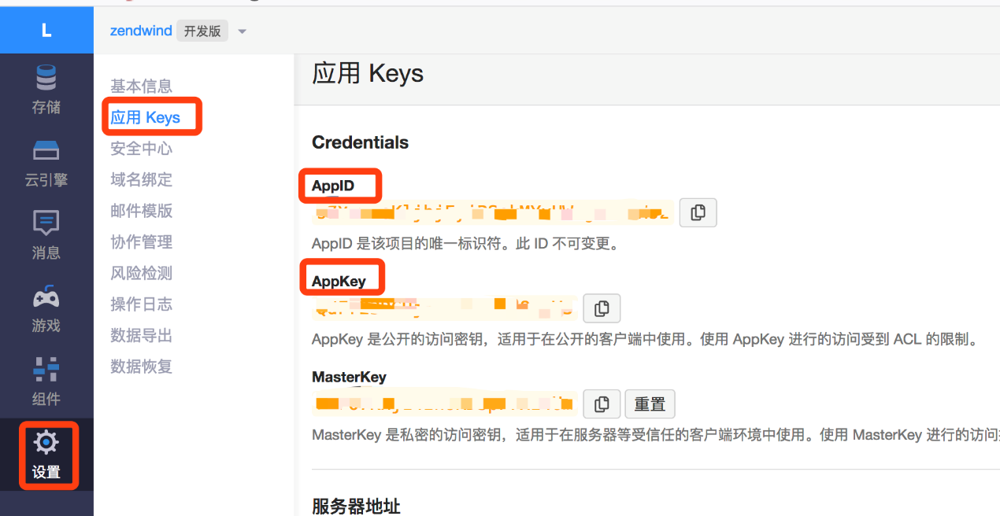 L
zendwind 开发版
存储
云引擎
消息
游戏
组件
设置
基本信息
应用 Keys
安全中心
域名绑定
邮件模版
协作管理
风险检测
操作日志
数据导出
数据恢复
应用 Keys
Credentials
AppID
AppID 是该项目的唯一标识符。此 ID 不可变更。
AppKey
AppKey 是公开的访问密钥，适用于在公开的客户端中使用。使用 AppKey 进行的访问受到 ACL 的限制。
MasterKey
重置
MasterKey 是私密的访问密钥，适用于在服务器等受信任的客户端环境中使用。使用 MasterKey 进行的访问
服务器地址